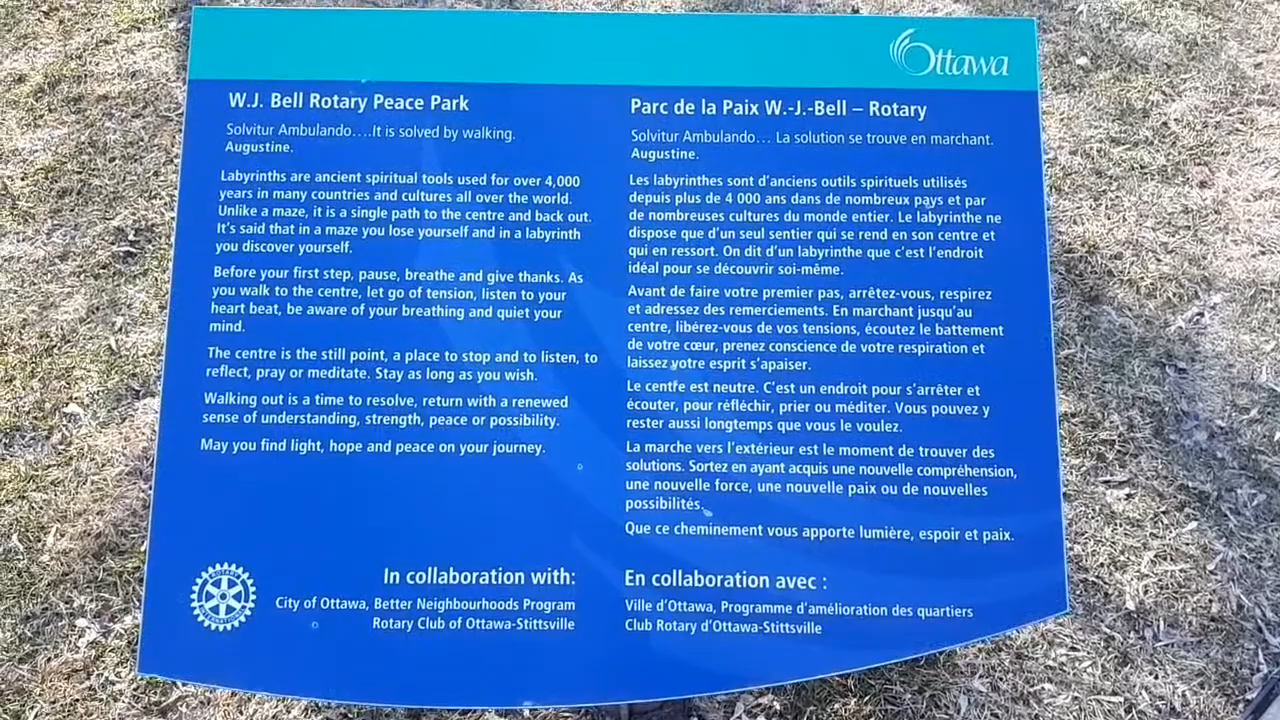 Ottawa
W.J. Bell Rotary Peace Park
Solvitur Ambulando....It is solved by walking.
Augustine.
Labyrinths are ancient spiritual tools used for over 4,000
years in many countries and cultures all over the world.
Unlike a maze, it is a single path to the centre and back out.
It's said that in a maze you lose yourself and in a labyrinth
you discover yourself.
Before your first step, pause, breathe and give thanks. As
you walk to the centre, let go of tension, listen to your
heart beat, be aware of your breathing and quiet your
mind.
The centre is the still point, a place to stop and to listen, to
reflect, pray or meditate. Stay as long as you wish.
Walking out is a time to resolve, return with a renewed
sense of understanding, strength, peace or possibility.
May you find light, hope and peace on your journey.
In collaboration with:
City of Ottawa, Better Neighbourhoods Program
Rotary Club of Ottawa-Stittsville
ROTARY
INTERNATIONAL
Parc de la Paix W.-J.-Bell – Rotary
Solvitur Ambulando… La solution se trouve en marchant.
Augustine.
Les labyrinthes sont d'anciens outils spirituels utilisés
depuis plus de 4 000 ans dans de nombreux pays et par
de nombreuses cultures du monde entier. Le labyrinthe ne
dispose que d'un seul sentier qui se rend en son centre et
qui en ressort. On dit d'un labyrinthe que c'est l'endroit
idéal pour se découvrir soi-même.
Avant de faire votre premier pas, arrêtez-vous, respirez
et adressez des remerciements. En marchant jusqu'au
centre, libérez-vous de vos tensions, écoutez le battement
de votre cœur, prenez conscience de votre respiration et
laissez votre esprit s'apaiser.
Le centre est neutre. C'est un endroit pour s'arrêter et
écouter, pour réfléchir, prier ou méditer. Vous pouvez y
rester aussi longtemps que vous le voulez.
La marche vers l'extérieur est le moment de trouver des
solutions. Sortez en ayant acquis une nouvelle compréhension,
une nouvelle force, une nouvelle paix ou de nouvelles
possibilités.
Que ce cheminement vous apporte lumière, espoir et paix.
En collaboration avec :
Ville d'Ottawa, Programme d'amélioration des quartiers
Club Rotary d'Ottawa-Stittsville